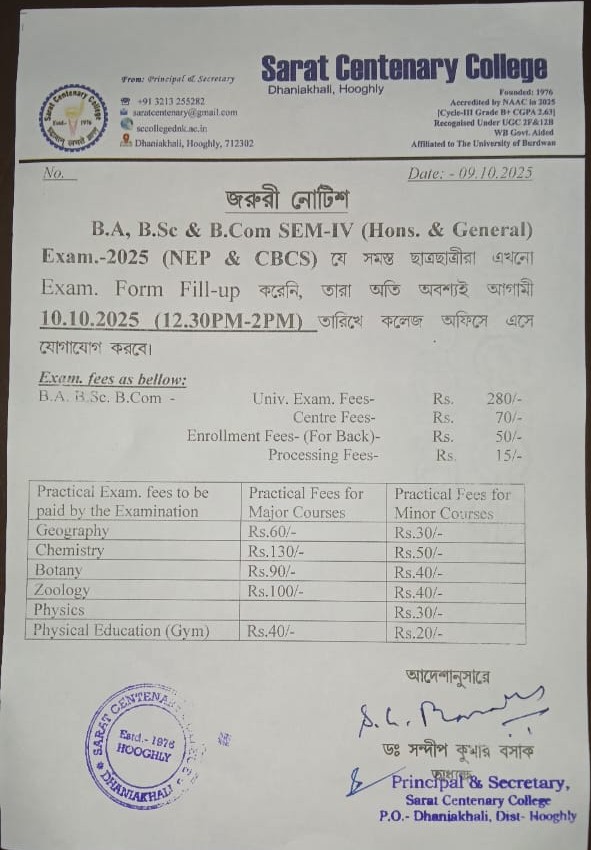 Sarat Centenary College
Dhaniakhali, Hooghly
From: Principal & Secretary
+91 3213 255282
saratcentenary@gmail.com
sccollegednk.ac.in
Dhaniakhali, Hooghly, 712302
Founded: 1976
Accredited by NAAC in 2025
[Cycle-III Grade B+ CGPA 2.63]
Recognised Under UGC 2F&12B
WB Govt. Aided
Affiliated to The University of Burdwan
Sarat Centenary College
Estd.- 1976
No.
Date: - 09.10.2025
জরুরী নোটিশ
B.A, B.Sc & B.Com SEM-IV (Hons. & General)
Exam.-2025 (NEP & CBCS) যে সমস্ত ছাত্রছাত্রীরা এখনো
Exam. Form Fill-up করেনি, তারা অতি অবশ্যই আগামী
10.10.2025 (12.30PM-2PM) তারিখে কলেজ অফিসে এসে
যোগাযোগ করবে।
Exam. fees as bellow:
B.A. B.Sc. B.Com - Univ. Exam. Fees- Rs. 280/-
Centre Fees- Rs. 70/-
Enrollment Fees- (For Back)- Rs. 50/-
Processing Fees- Rs. 15/-
Practical Exam. fees to be paid by the Examination Practical Fees for Major Courses Practical Fees for Minor Courses
Geography Rs.60/- Rs.30/-
Chemistry Rs.130/- Rs.50/-
Botany Rs.90/- Rs.40/-
Zoology Rs.100/- Rs.40/-
Physics Rs.30/-
Physical Education (Gym) Rs.40/- Rs.20/-
আদেশানুসারে
ডঃ সন্দীপ কুমার বসাক
অধ্যক্ষ
Principal & Secretary,
Sarat Centenary College
P.O.- Dhaniakhali, Dist- Hooghly
SARAT CENTENARY
Estd.- 1976
HOOGHLY
DHANIAKHALI